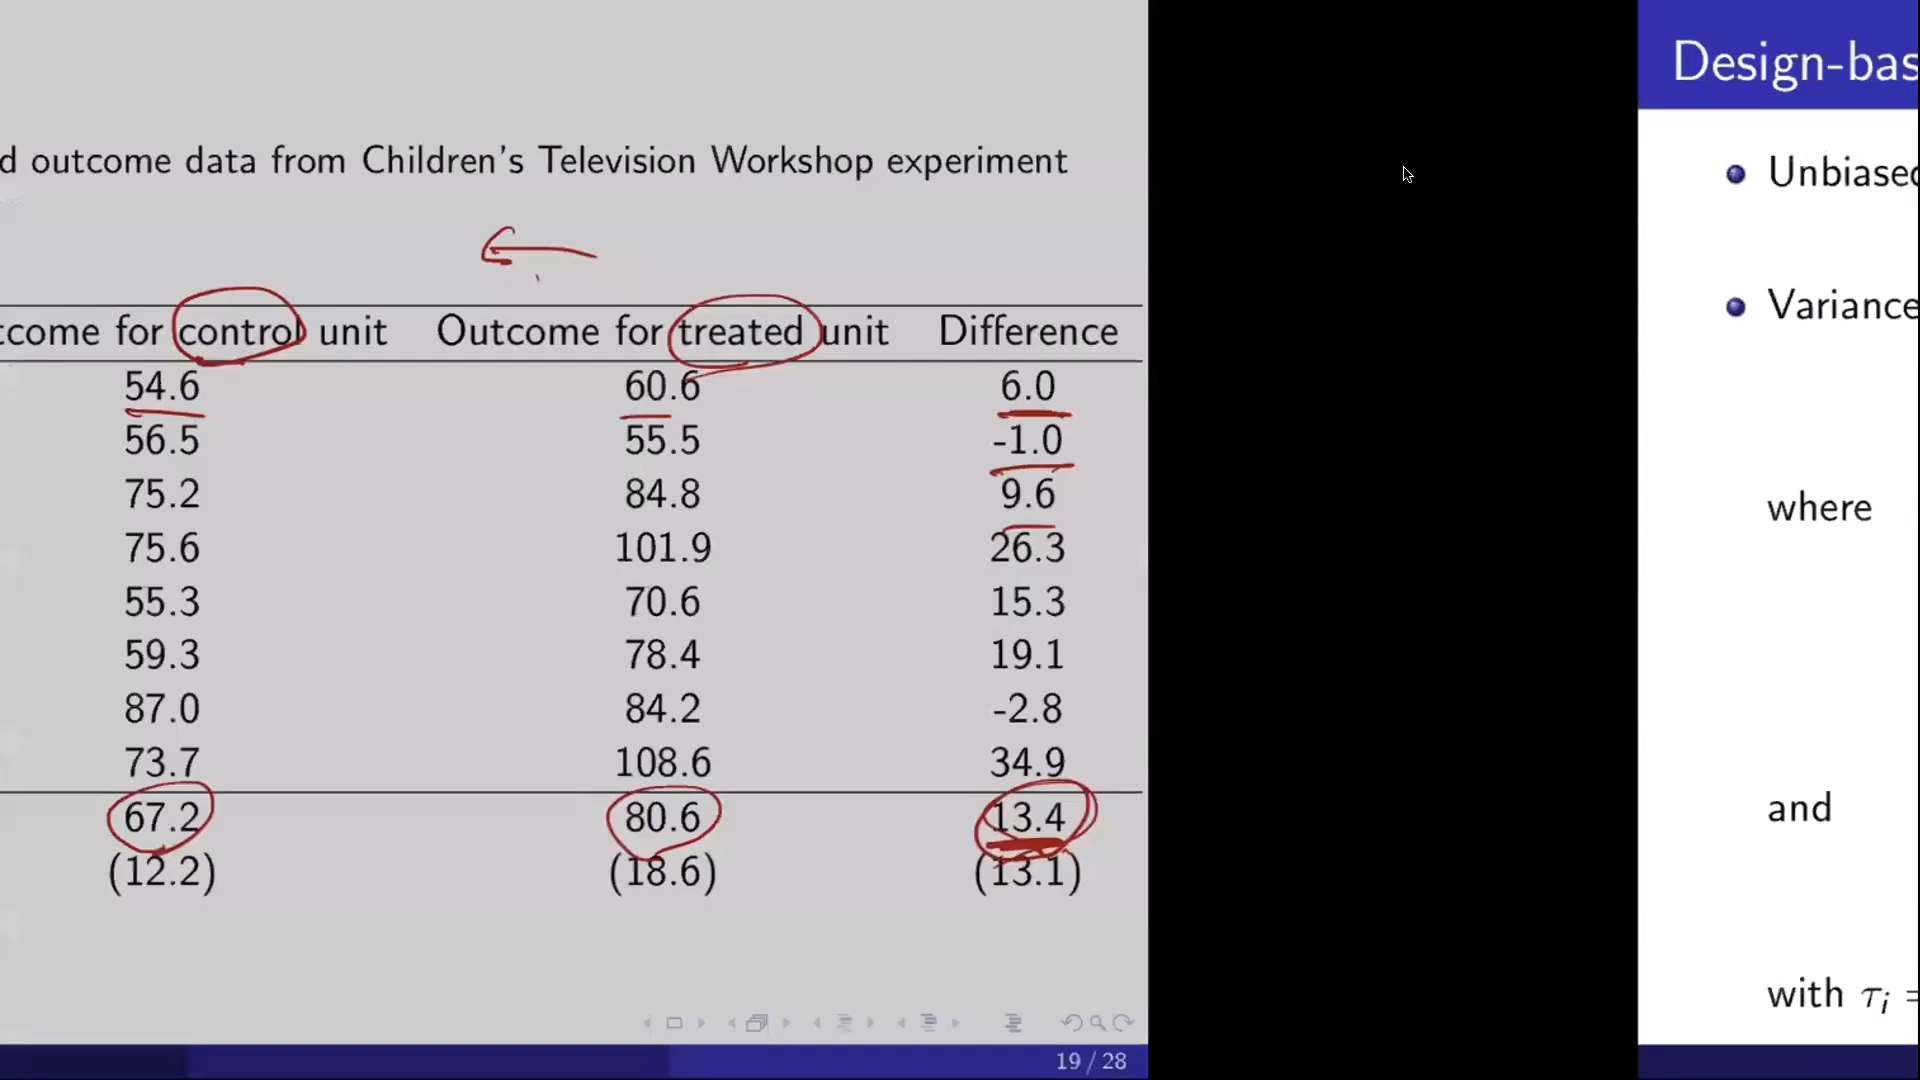 d outcome data from Children's Television Workshop experiment
tcome for control unit Outcome for treated unit Difference
54.6 60.6 6.0
56.5 55.5 -1.0
75.2 84.8 9.6
75.6 101.9 26.3
55.3 70.6 15.3
59.3 78.4 19.1
87.0 84.2 -2.8
73.7 108.6 34.9
67.2 80.6 13.4
(12.2) (18.6) (13.1)
19 / 28
Design-bas
Unbiased
Variance
where
and
with τᵢ =